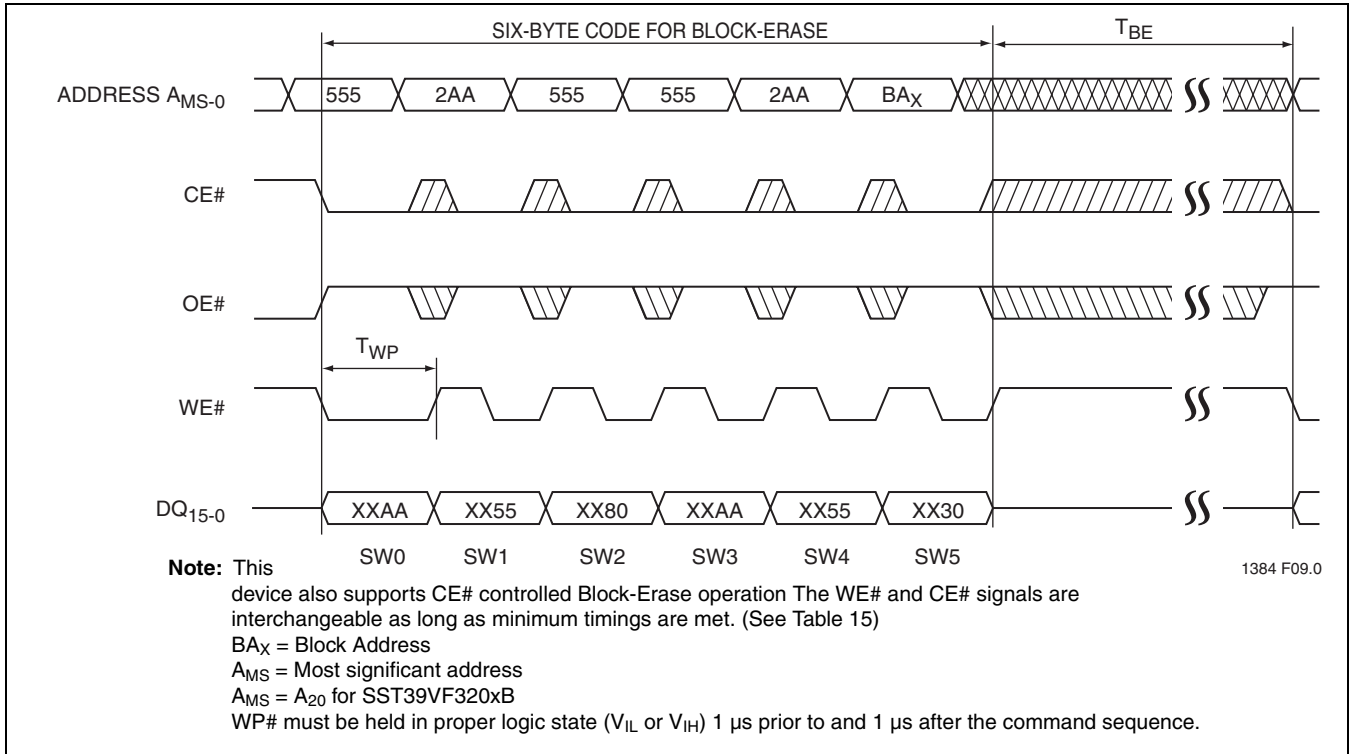 SIX-BYTE CODE FOR BLOCK-ERASE TBE
ADDRESS AMS-0 555 2AA 555 555 2AA BAX
CE#
OE#
TWP
WE#
DQ15-0 XXAA XX55 XX80 XXAA XX55 XX30
SW0 SW1 SW2 SW3 SW4 SW5
1384 F09.0
Note: This
device also supports CE# controlled Block-Erase operation The WE# and CE# signals are
interchangeable as long as minimum timings are met. (See Table 15)
BAX = Block Address
AMS = Most significant address
AMS = A20 for SST39VF320xB
WP# must be held in proper logic state (VIL or VIH) 1 µs prior to and 1 µs after the command sequence.